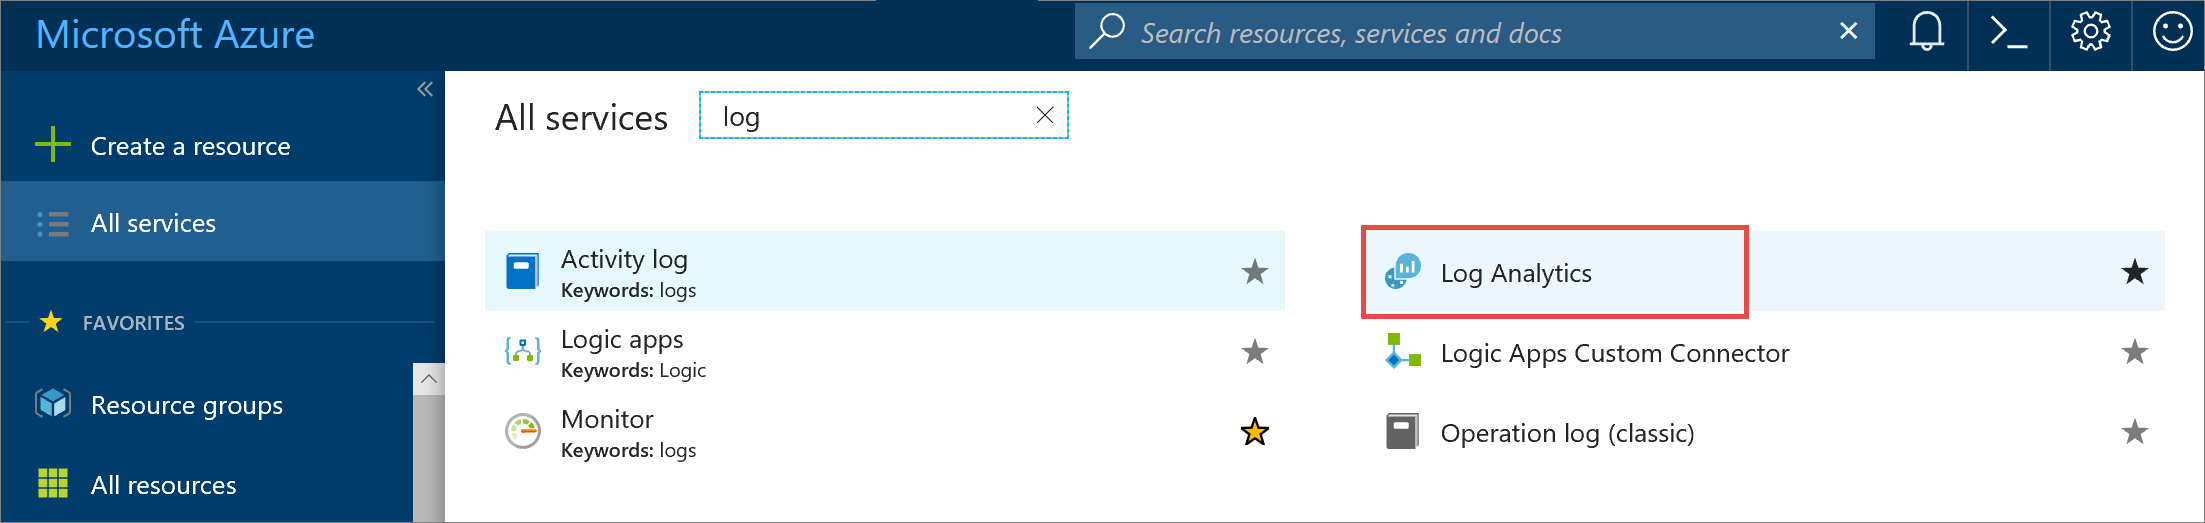 Microsoft Azure
Search resources, services and docs
Create a resource
All services
FAVORITES
Resource groups
All resources
All services
log
Activity log
Keywords: logs
Log Analytics
Logic apps
Keywords: Logic
Logic Apps Custom Connector
Monitor
Keywords: logs
Operation log (classic)